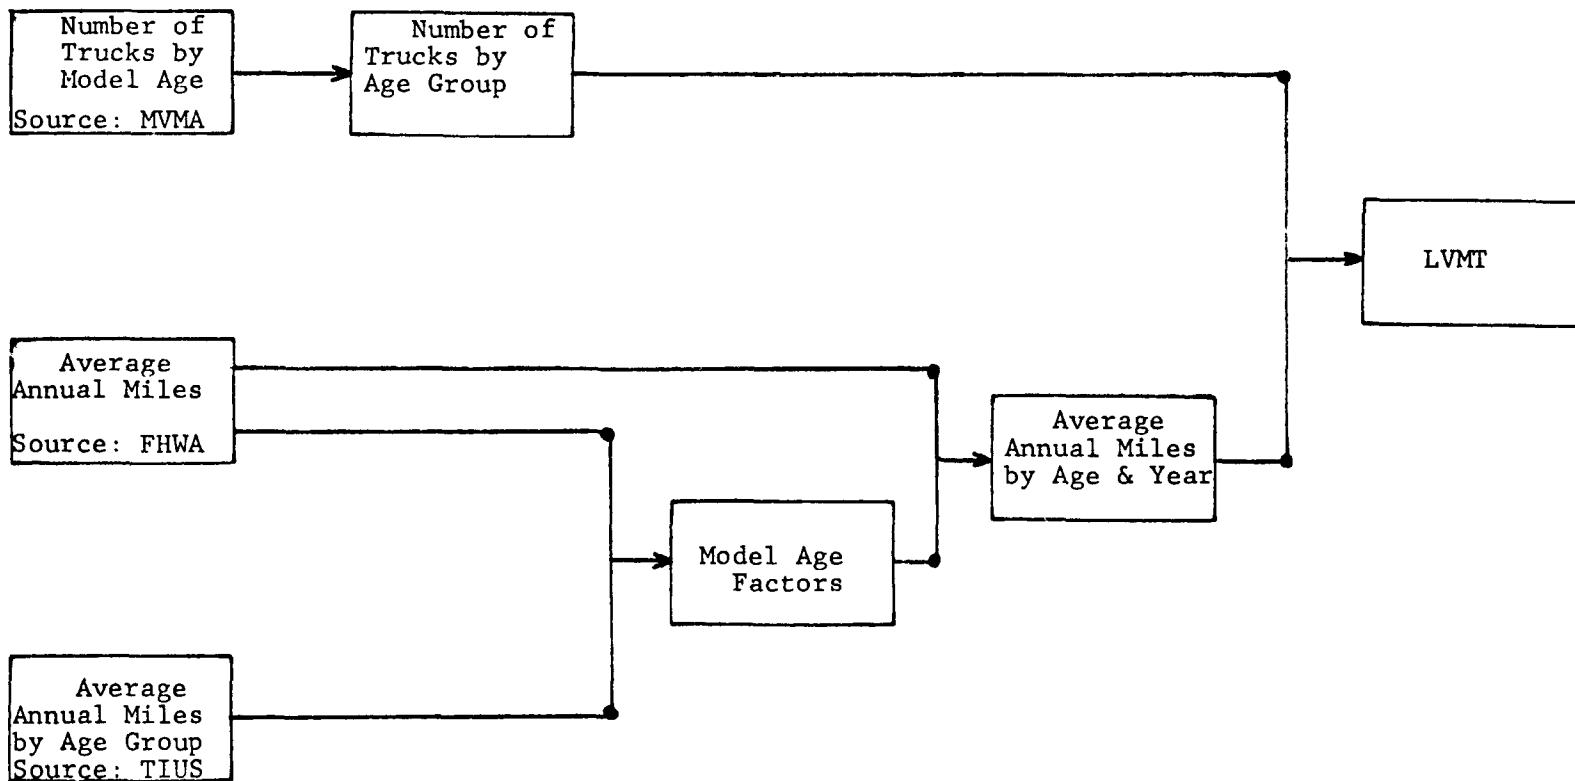 Number of
Trucks by
Model Age
Source: MVMA
Number of
Trucks by
Age Group
LVMT
Average
Annual Miles
Source: FHWA
Average
Annual Miles
by Age & Year
Model Age
Factors
Average
Annual Miles
by Age Group
Source: TIUS